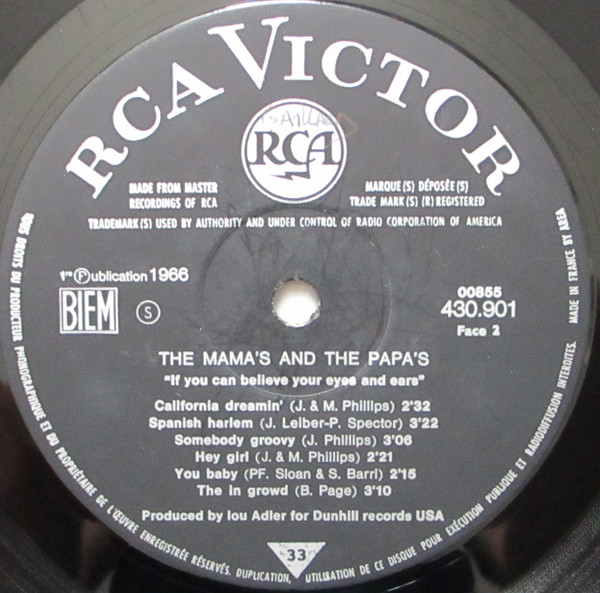 RCA VICTOR
RCA
MADE FROM MASTER
RECORDINGS OF RCA
MARQUE(S) DÉPOSÉE(S)
TRADE MARK(S) (R) REGISTERED
TRADEMARK(S) USED BY AUTHORITY AND UNDER CONTROL OF RADIO CORPORATION OF AMERICA
1re Ⓟublication 1966
BIEM
S
00855
430.901
Face 2
THE MAMA'S AND THE PAPA'S
"If you can believe your eyes and ears"
California dreamin' (J. & M. Phillips) 2'32
Spanish harlem (J. Leiber-P. Spector) 3'22
Somebody groovy (J. Phillips) 3'06
Hey girl (J. & M. Phillips) 2'21
You baby (PF. Sloan & S. Barri) 2'15
The in growd (B. Page) 3'10
Produced by lou Adler for Dunhill records USA
33
TOUS DROITS DU PRODUCTEUR PHONOGRAPHIQUE ET DU PROPRIÉTAIRE DE L'ŒUVRE ENREGISTRÉE RÉSERVÉS. DUPLICATION, UTILISATION DE CE DISQUE POUR EXÉCUTION PUBLIQUE ET RADIODIFFUSION INTERDITES. MADE IN FRANCE BY AREA